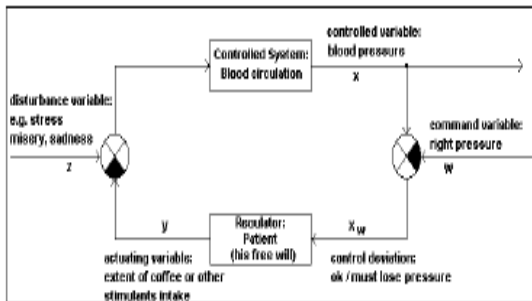 controlled variable:
blood pressure
Controlled System:
Blood circulation
x
disturbance variable:
e.g. stress
misery, sadness
z
command variable:
right pressure
w
y
Regulator:
Patient
(his free will)
xw
actuating variable:
extent of coffee or other
stimulants intake
control deviation:
ok / must lose pressure